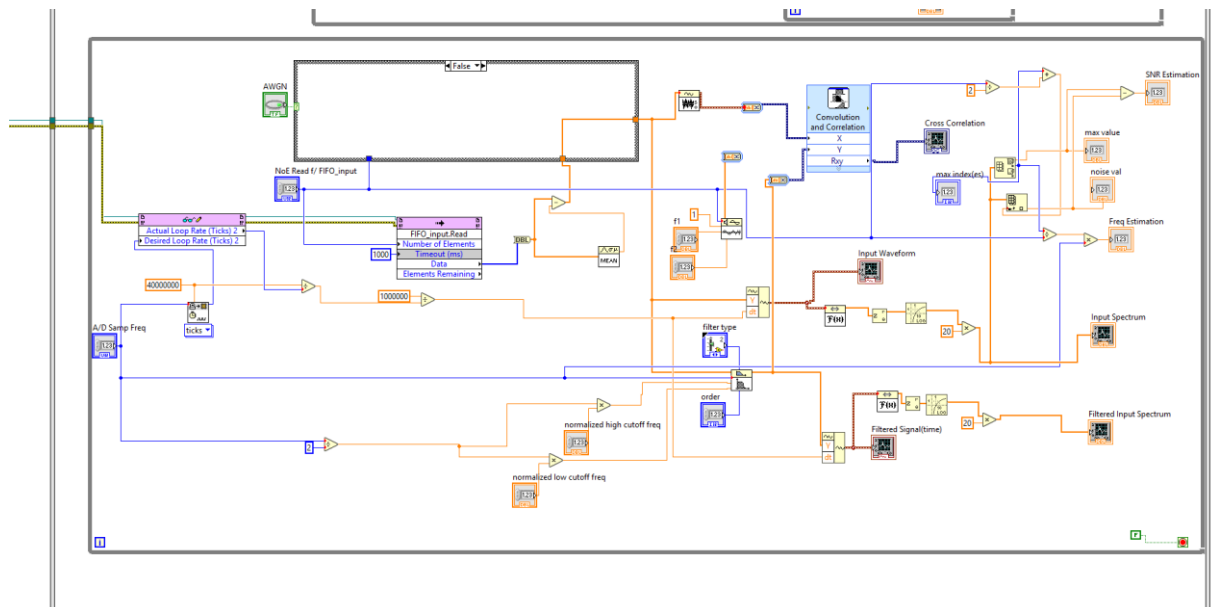 False
AWGN
Convolution
and Correlation
X
Y
Rxy
2
SNR Estimation
Cross Correlation
max value
NoE Read f/ FIFO_input
max index(es)
noise val
Actual Loop Rate (Ticks) 2
Desired Loop Rate (Ticks) 2
FIFO_input.Read
Number of Elements
1000
Timeout (ms)
Data
Elements Remaining
DBL
MEAN
1
f1
Freq Estimation
Input Waveform
40000000
1000000
ticks
A/D Samp Freq
Y
dt
filter type
20
Input Spectrum
order
normalized high cutoff freq
2
normalized low cutoff freq
Y
dt
Filtered Signal(time)
20
Filtered Input Spectrum
i
F